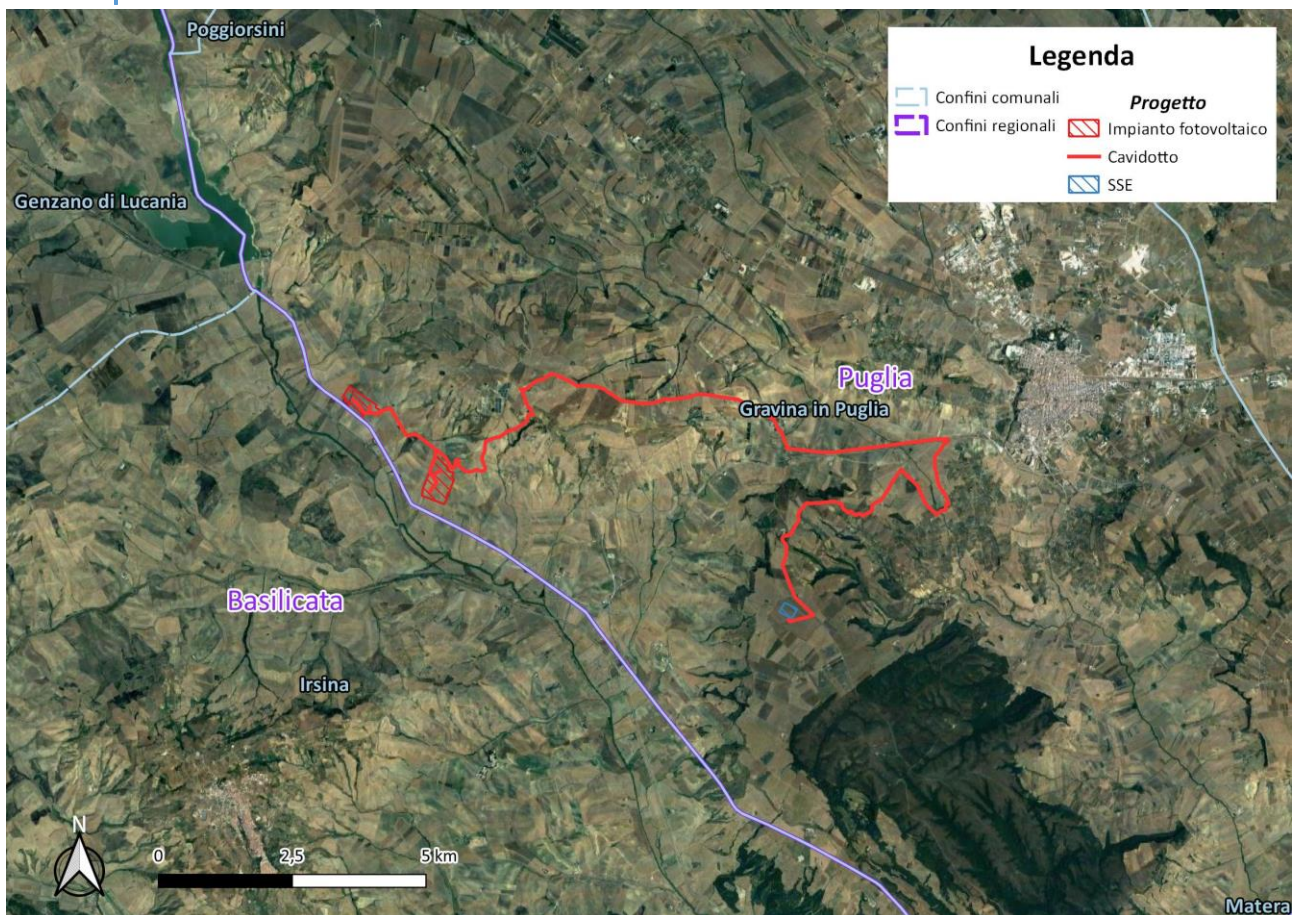 Poggiorsini
Legenda
Confini comunali
Confini regionali
Progetto
Impianto fotovoltaico
Cavidotto
SSE
Genzano di Lucania
Puglia
Gravina in Puglia
Basilicata
Irsina
N
0 2,5 5 km
Matera